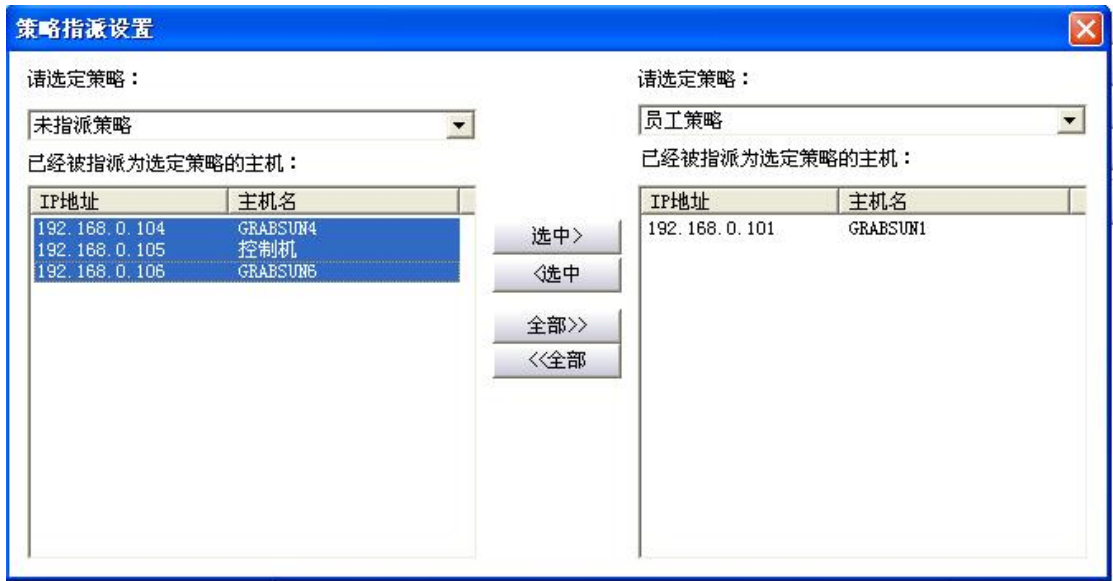 策略指派设置
请选定策略：
未指派策略
已经被指派为选定策略的主机：
IP地址 主机名
192.168.0.104 GRABSUN4
192.168.0.105 控制机
192.168.0.106 GRABSUN6
选中>
<选中
全部>>
<<全部
请选定策略：
员工策略
已经被指派为选定策略的主机：
IP地址 主机名
192.168.0.101 GRABSUN1